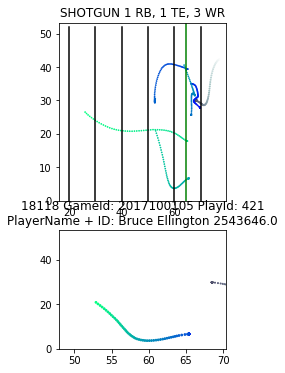 SHOTGUN 1 RB, 1 TE, 3 WR
50
40
30
20
10
0
20 40 60
18118 GameId: 2017100105 PlayId: 421
PlayerName + ID: Bruce Ellington 2543646.0
40
20
0
50 55 60 65 70